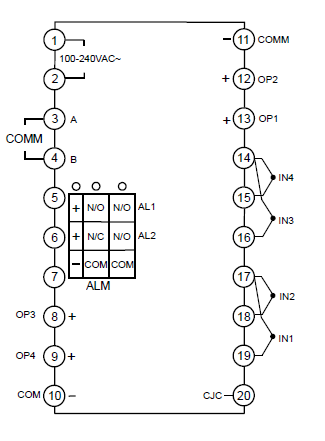 1 – 11 COMM
100-240VAC~
2 + 12 OP2
3 A + 13 OP1
COMM
4 B 14
IN4
5 + N/O N/O AL1 15
IN3
6 + N/C N/O AL2 16
– COM COM
7 17
ALM
IN2
OP3 8 + 18
IN1
OP4 9 + 19
COM 10 – CJC 20